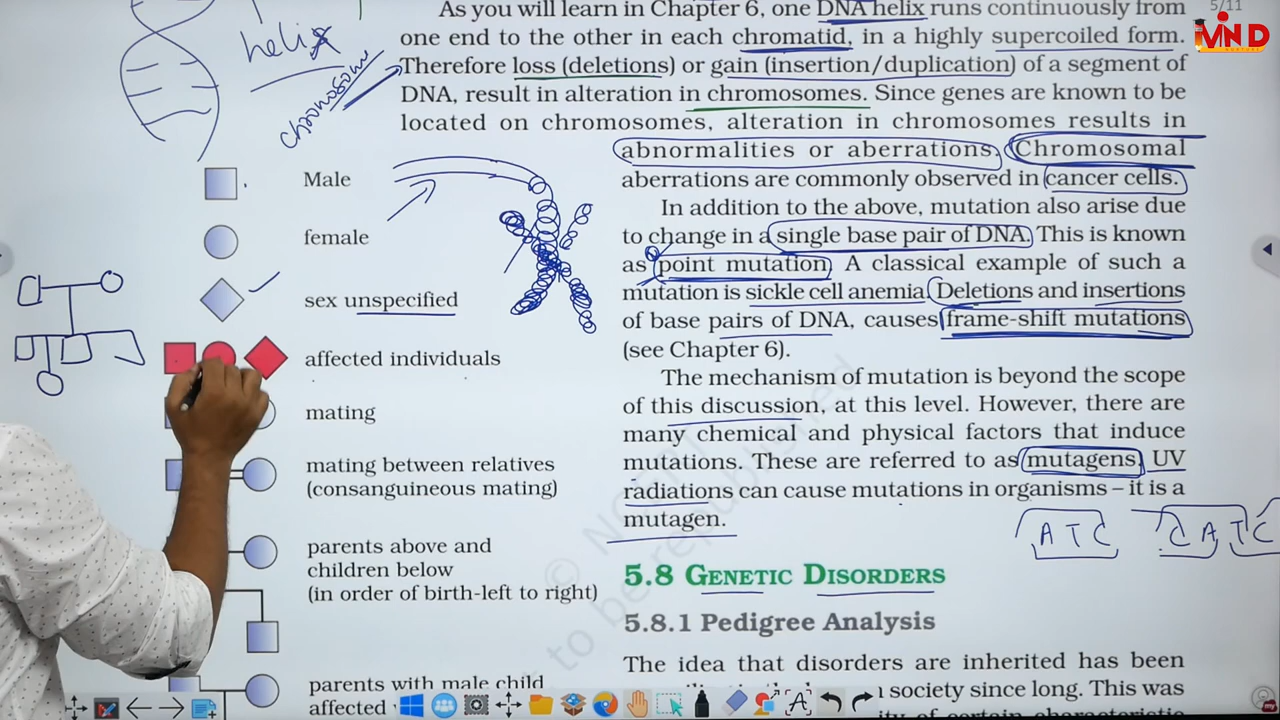 As you will learn in Chapter 6, one DNA helix runs continuously from
one end to the other in each chromatid, in a highly supercoiled form.
Therefore loss (deletions) or gain (insertion/duplication) of a segment of
DNA, result in alteration in chromosomes. Since genes are known to be
located on chromosomes, alteration in chromosomes results in
abnormalities or aberrations. Chromosomal
aberrations are commonly observed in cancer cells.
In addition to the above, mutation also arise due
to change in a single base pair of DNA. This is known
as point mutation. A classical example of such a
mutation is sickle cell anemia. Deletions and insertions
of base pairs of DNA, causes frame-shift mutations
(see Chapter 6).
The mechanism of mutation is beyond the scope
of this discussion, at this level. However, there are
many chemical and physical factors that induce
mutations. These are referred to as mutagens. UV
radiations can cause mutations in organisms – it is a
mutagen.
5.8 GENETIC DISORDERS
5.8.1 Pedigree Analysis
The idea that disorders are inherited has been
n society since long. This was
helix
chromosome
Male
female
sex unspecified
affected individuals
mating
mating between relatives
(consanguineous mating)
parents above and
children below
(in order of birth-left to right)
parents with male child
affected
ATC CATC
5/11
MIND